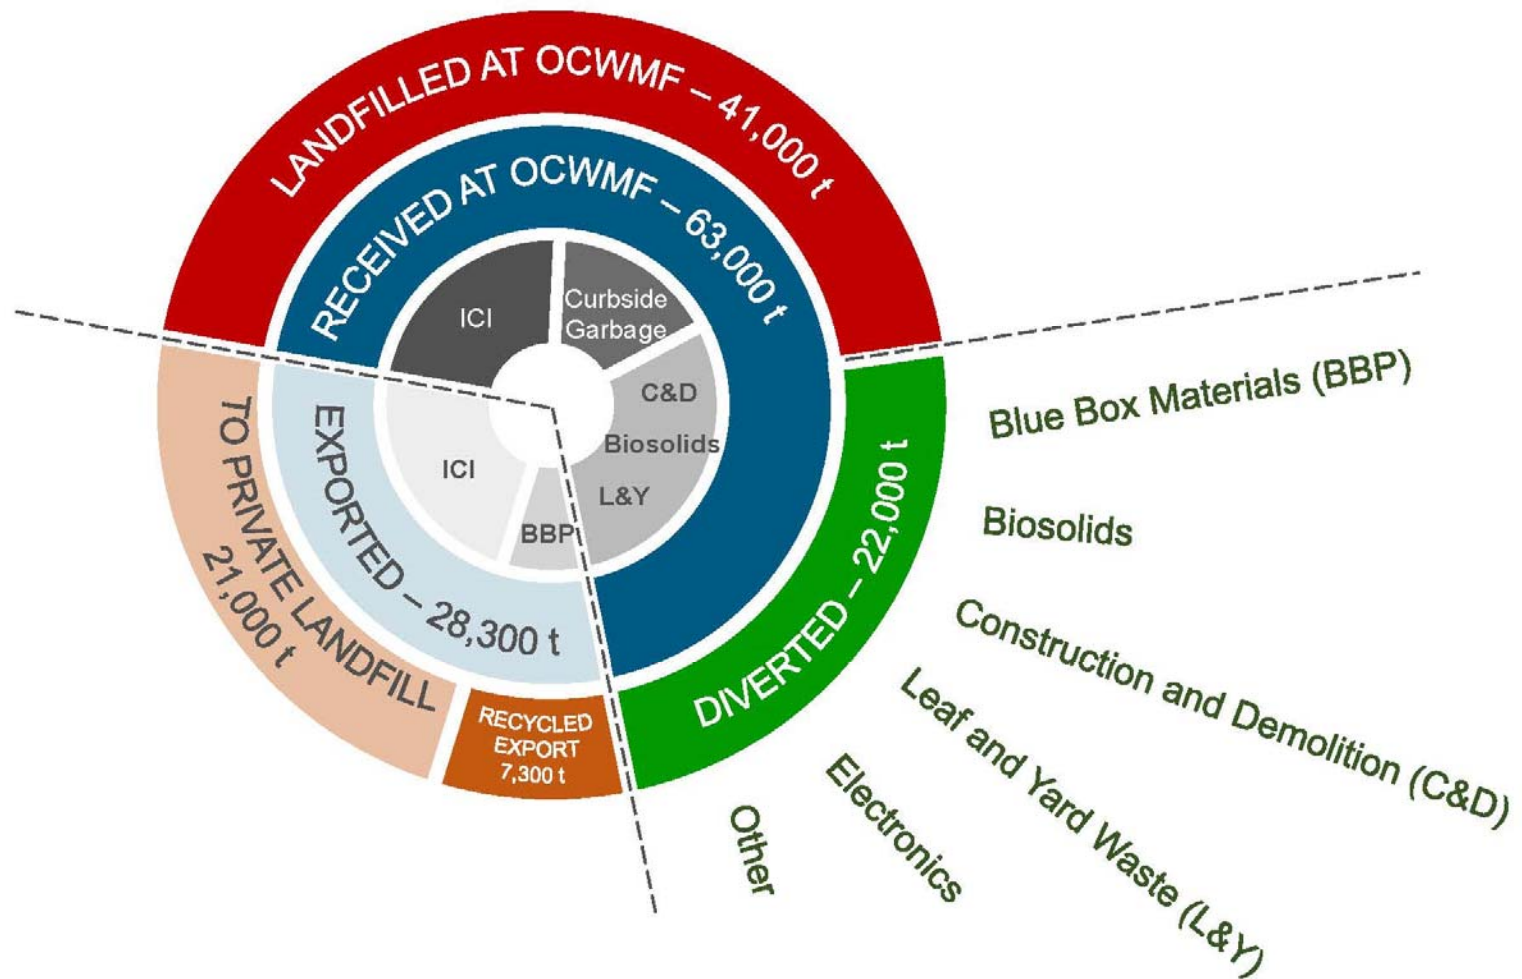 LANDFILLED AT OCWMF – 41,000 t
RECEIVED AT OCWMF – 63,000 t
ICI
Curbside
Garbage
C&D
Biosolids
L&Y
ICI
BBP
EXPORTED – 28,300 t
TO PRIVATE LANDFILL
21,000 t
RECYCLED
EXPORT
7,300 t
DIVERTED – 22,000 t
Blue Box Materials (BBP)
Biosolids
Construction and Demolition (C&D)
Leaf and Yard Waste (L&Y)
Electronics
Other